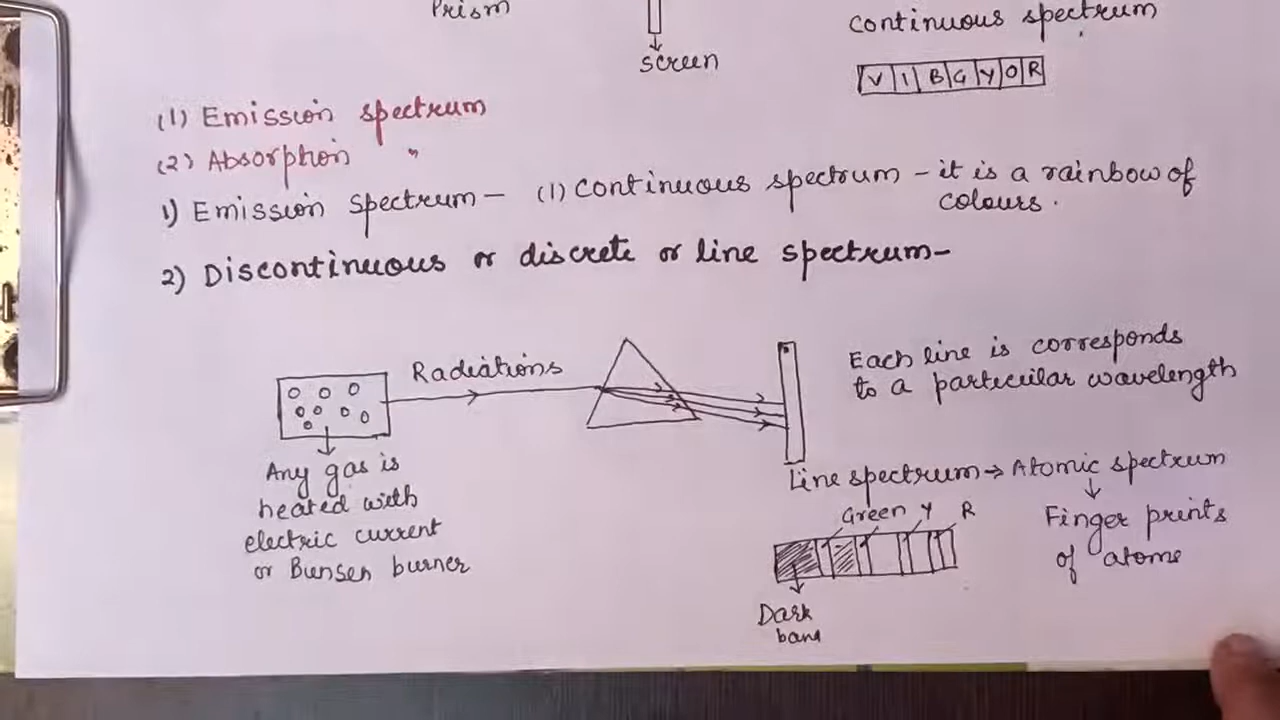 Prism
screen
continuous spectrum
V I B G Y O R
(1) Emission spectrum
(2) Absorption "
1) Emission spectrum - (1) continuous spectrum - it is a rainbow of
colours.
2) Discontinuous or discrete or line spectrum-
Radiations
Any gas is
heated with
electric current
or Bunsen burner
Each line is corresponds
to a particular wavelength
Line spectrum → Atomic spectrum
Finger prints
of atoms
Green Y R
Dark
band